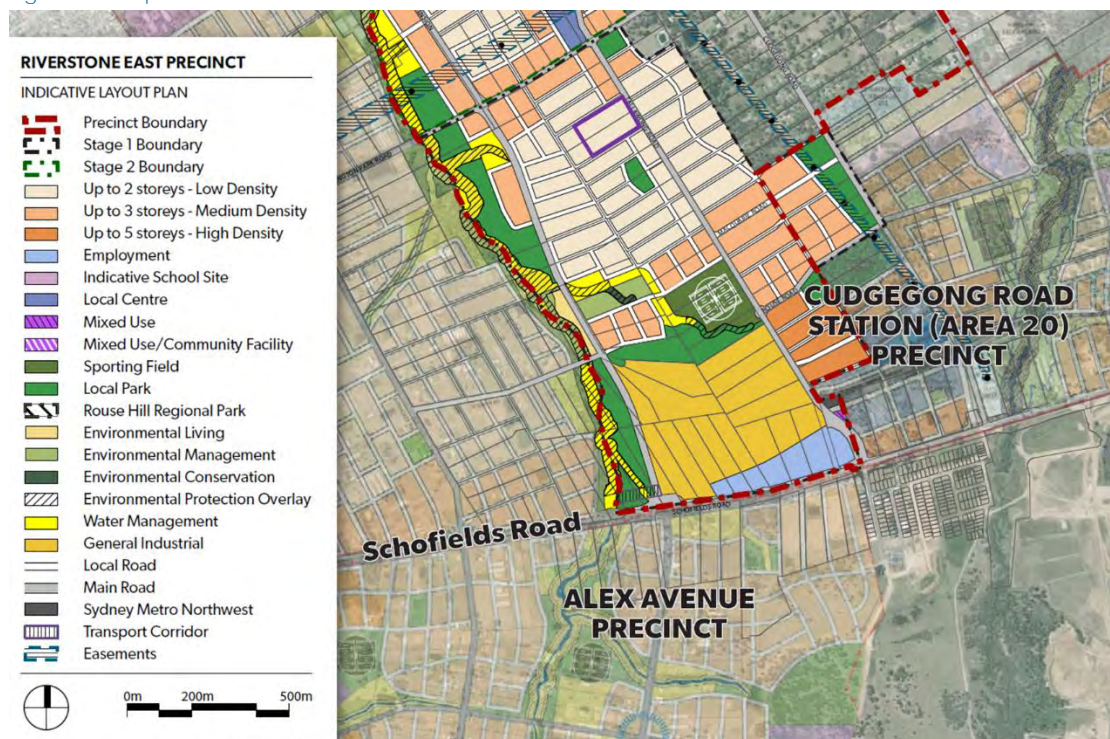 RIVERSTONE EAST PRECINCT
INDICATIVE LAYOUT PLAN
Precinct Boundary
Stage 1 Boundary
Stage 2 Boundary
Up to 2 storeys - Low Density
Up to 3 storeys - Medium Density
Up to 5 storeys - High Density
Employment
Indicative School Site
Local Centre
Mixed Use
Mixed Use/Community Facility
Sporting Field
Local Park
Rouse Hill Regional Park
Environmental Living
Environmental Management
Environmental Conservation
Environmental Protection Overlay
Water Management
General Industrial
Local Road
Main Road
Sydney Metro Northwest
Transport Corridor
Easements
0m 200m 500m
CUDGEGONG ROAD
STATION (AREA 20)
PRECINCT
Schofields Road
SCHOFIELDS ROAD
ALEX AVENUE
PRECINCT